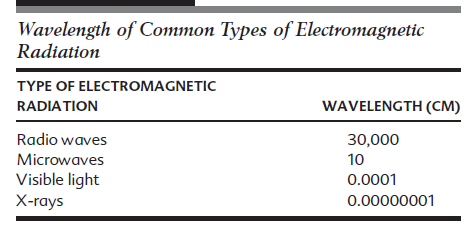 Wavelength of Common Types of Electromagnetic
Radiation
TYPE OF ELECTROMAGNETIC
RADIATION WAVELENGTH (CM)
Radio waves 30,000
Microwaves 10
Visible light 0.0001
X-rays 0.00000001